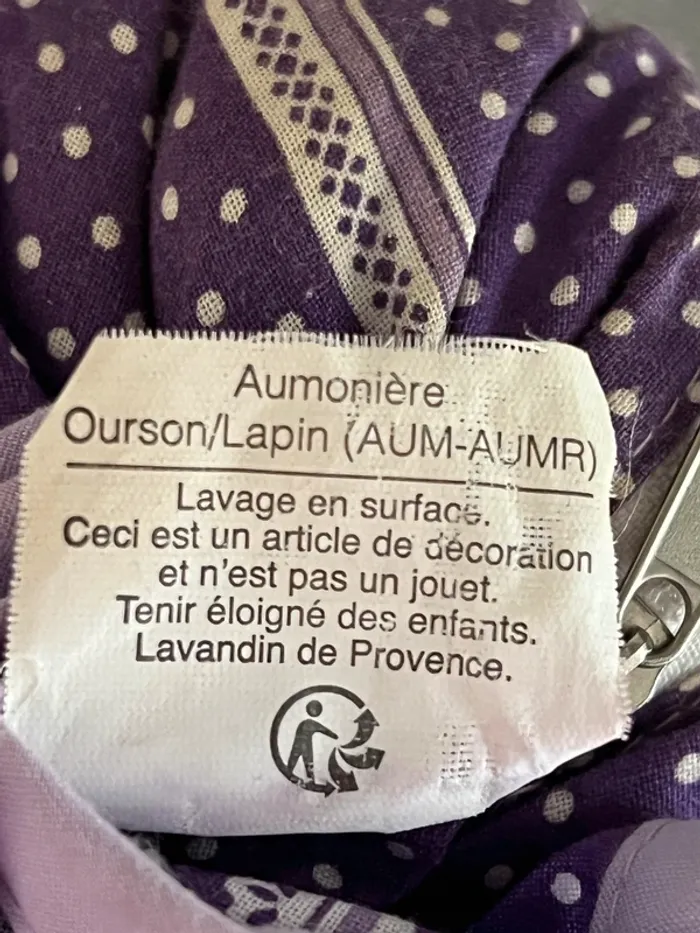 Aumonière
Ourson/Lapin (AUM-AUMR)
Lavage en surface.
Ceci est un article de décoration
et n'est pas un jouet.
Tenir éloigné des enfants.
Lavandin de Provence.